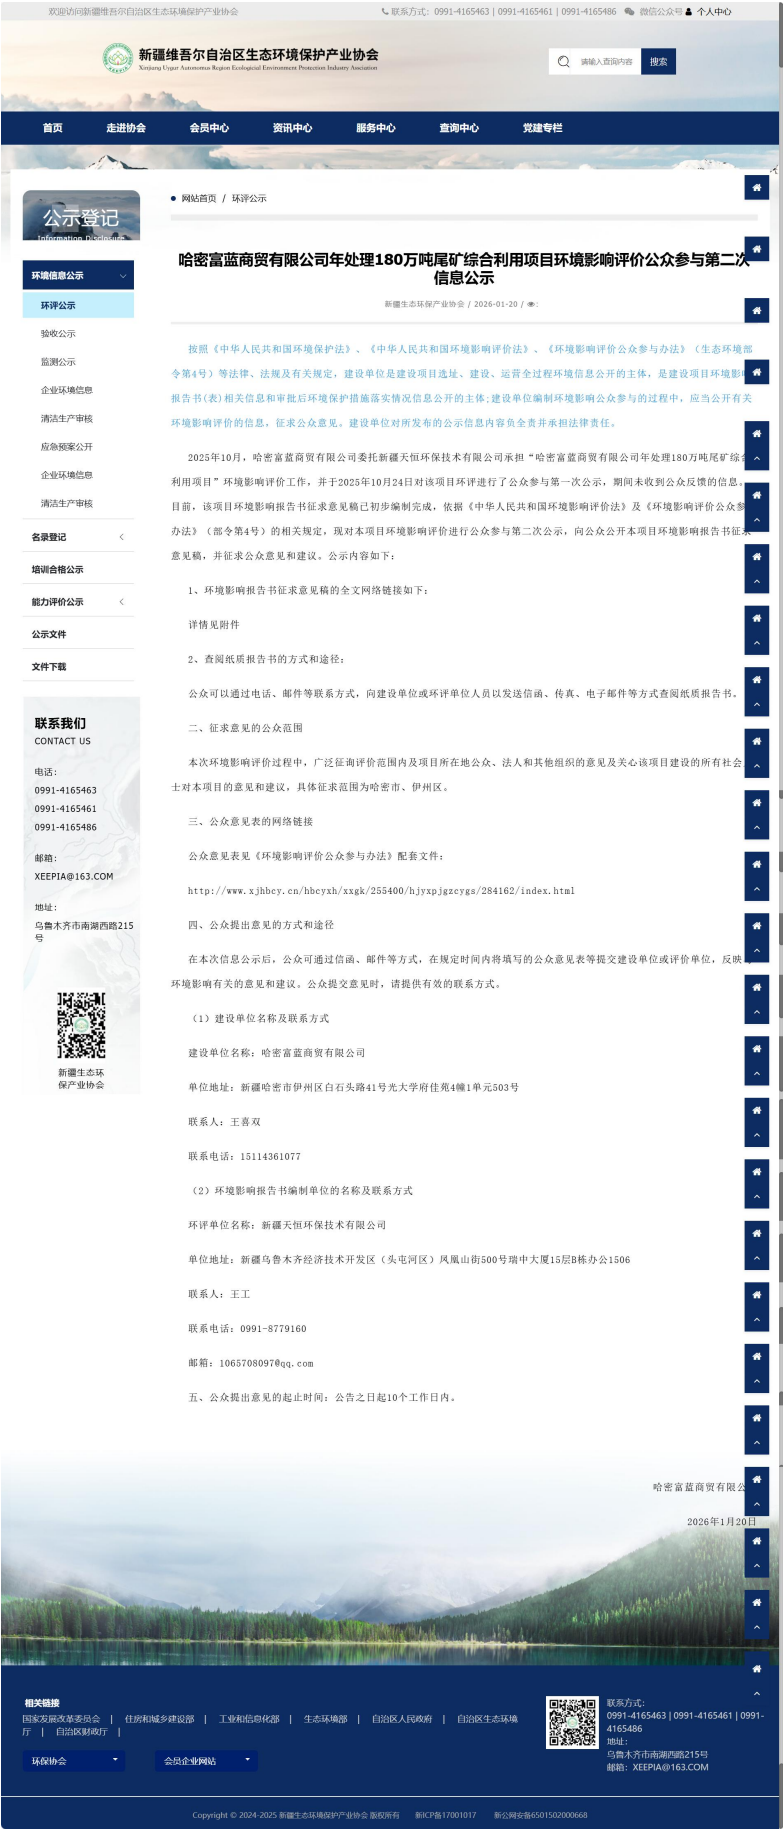 欢迎访问新疆维吾尔自治区生态环境保护产业协会
联系方式：0991-4165463 | 0991-4165461 | 0991-4165486 微信公众号 个人中心
新疆维吾尔自治区生态环境保护产业协会
Xinjiang Uygur Autonomous Region Ecological Environment Protection Industry Association
请输入查询内容 搜索
首页 走进协会 会员中心 资讯中心 服务中心 查询中心 党建专栏
公示登记
Information Disclosure
环境信息公示
环评公示
验收公示
监测公示
企业环境信息
清洁生产审核
应急预案公开
企业环境信息
清洁生产审核
名录登记
培训合格公示
能力评价公示
公示文件
文件下载
联系我们
CONTACT US
电话：
0991-4165463
0991-4165461
0991-4165486
邮箱：
XEEPIA@163.COM
地址：
乌鲁木齐市南湖西路215
号
新疆生态环
保产业协会
网站首页 / 环评公示
哈密富蓝商贸有限公司年处理180万吨尾矿综合利用项目环境影响评价公众参与第二次
信息公示
新疆生态环保产业协会 / 2026-01-20 /
按照《中华人民共和国环境保护法》、《中华人民共和国环境影响评价法》、《环境影响评价公众参与办法》（生态环境部
令第4号）等法律、法规及有关规定，建设单位是建设项目选址、建设、运营全过程环境信息公开的主体，是建设项目环境影
报告书(表)相关信息和审批后环境保护措施落实情况信息公开的主体;建设单位编制环境影响公众参与的过程中，应当公开有关
环境影响评价的信息，征求公众意见。建设单位对所发布的公示信息内容负全责并承担法律责任。
2025年10月，哈密富蓝商贸有限公司委托新疆天恒环保技术有限公司承担“哈密富蓝商贸有限公司年处理180万吨尾矿综
利用项目”环境影响评价工作，并于2025年10月24日对该项目环评进行了公众参与第一次公示，期间未收到公众反馈的信息。
目前，该项目环境影响报告书征求意见稿已初步编制完成，依据《中华人民共和国环境影响评价法》及《环境影响评价公众参
办法》（部令第4号）的相关规定，现对本项目环境影响评价进行公众参与第二次公示，向公众公开本项目环境影响报告书征求
意见稿，并征求公众意见和建议。公示内容如下：
1、环境影响报告书征求意见稿的全文网络链接如下：
详情见附件
2、查阅纸质报告书的方式和途径：
公众可以通过电话、邮件等联系方式，向建设单位或环评单位人员以发送信函、传真、电子邮件等方式查阅纸质报告书。
二、征求意见的公众范围
本次环境影响评价过程中，广泛征询评价范围内及项目所在地公众、法人和其他组织的意见及关心该项目建设的所有社会
士对本项目的意见和建议，具体征求范围为哈密市、伊州区。
三、公众意见表的网络链接
公众意见表见《环境影响评价公众参与办法》配套文件：
http://www.xjhbcy.cn/hbcyxh/xxgk/255400/hjyxpjgzcygs/284162/index.html
四、公众提出意见的方式和途径
在本次信息公示后，公众可通过信函、邮件等方式，在规定时间内将填写的公众意见表等提交建设单位或评价单位，反映
环境影响有关的意见和建议。公众提交意见时，请提供有效的联系方式。
（1）建设单位名称及联系方式
建设单位名称：哈密富蓝商贸有限公司
单位地址：新疆哈密市伊州区白石头路41号光大学府佳苑4幢1单元503号
联系人：王喜双
联系电话：15114361077
（2）环境影响报告书编制单位的名称及联系方式
环评单位名称：新疆天恒环保技术有限公司
单位地址：新疆乌鲁木齐经济技术开发区（头屯河区）凤凰山街500号瑞中大厦15层B栋办公1506
联系人：王工
联系电话：0991-8779160
邮箱：1065708097@qq.com
五、公众提出意见的起止时间：公告之日起10个工作日内。
哈密富蓝商贸有限公
2026年1月20日
相关链接
国家发展改革委员会 | 住房和城乡建设部 | 工业和信息化部 | 生态环境部 | 自治区人民政府 | 自治区生态环境
厅 | 自治区财政厅 |
环保协会 会员企业网站
联系方式：
0991-4165463 | 0991-4165461 | 0991-
4165486
地址：
乌鲁木齐市南湖西路215号
邮箱：XEEPIA@163.COM
Copyright © 2024-2025 新疆生态环境保护产业协会 版权所有 新ICP备17001017 新公网安备6501502000668